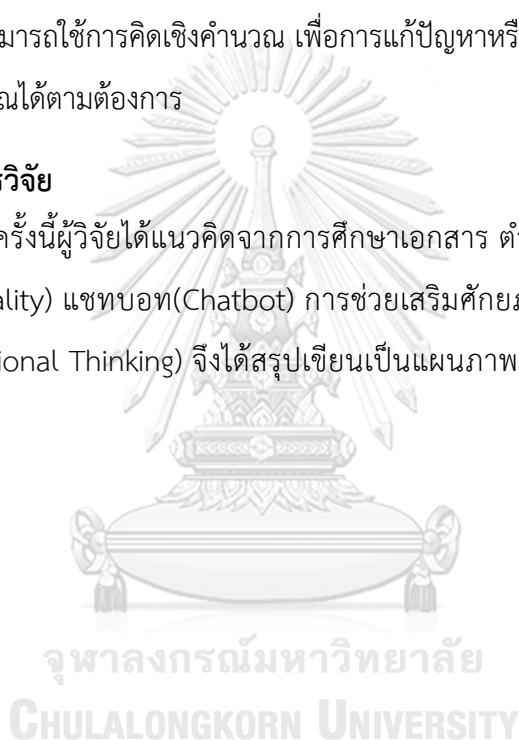 มารถใช้การคิดเชิงคำนวณ เพื่อการแก้ปัญหาหรื
ณได้ตามต้องการ
วิจัย
ครั้งนี้ผู้วิจัยได้แนวคิดจากการศึกษาเอกสาร ตำ
ality) แชทบอท(Chatbot) การช่วยเสริมศักยภ
ional Thinking) จึงได้สรุปเขียนเป็นแผนภาพ
จุฬาลงกรณ์มหาวิทยาลัย
CHULALONGKORN UNIVERSITY